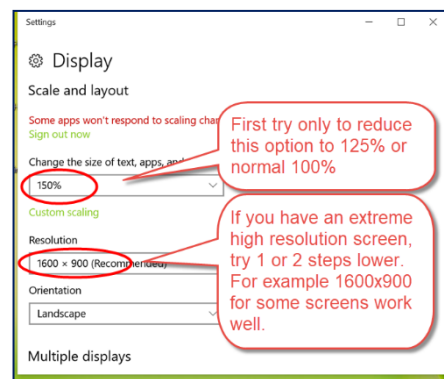 Settings
Display
Scale and layout
Some apps won't respond to scaling
Sign out now
Change the size of text, apps,
150%
Custom scaling
Resolution
1600 × 900 (Recommended)
Orientation
Landscape
Multiple displays
First try only to reduce
this option to 125% or
normal 100%
If you have an extreme
high resolution screen,
try 1 or 2 steps lower.
For example 1600x900
for some screens work
well.